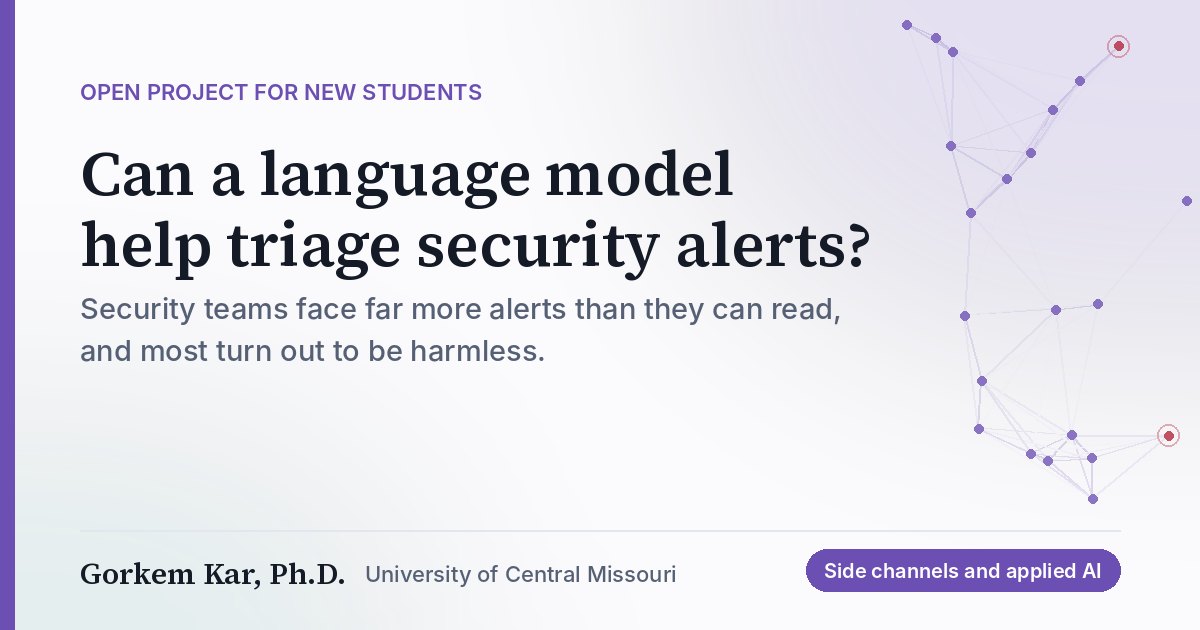 OPEN PROJECT FOR NEW STUDENTS
Can a language model
help triage security alerts?
Security teams face far more alerts than they can read,
and most turn out to be harmless.
Gorkem Kar, Ph.D. University of Central Missouri
Side channels and applied AI